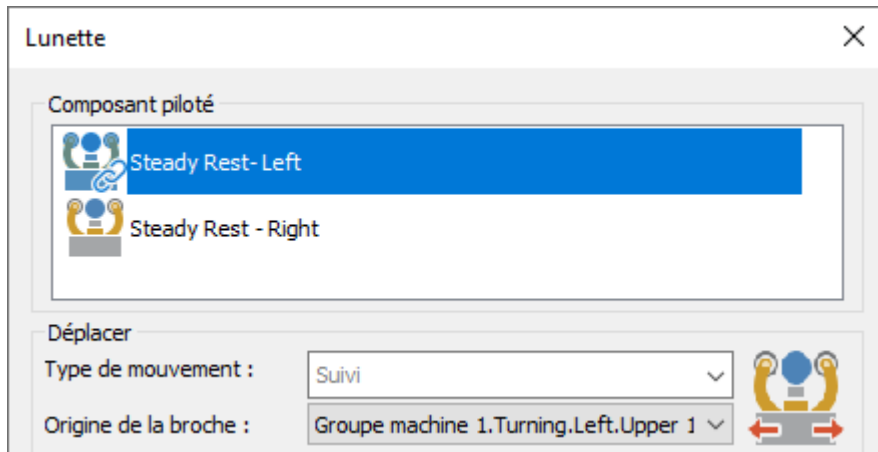 Lunette
Composant piloté
Steady Rest- Left
Steady Rest - Right
Déplacer
Type de mouvement :
Suivi
Origine de la broche :
Groupe machine 1.Turning.Left.Upper 1